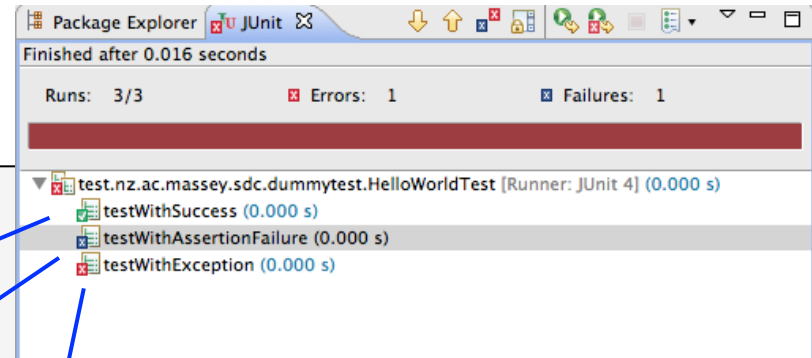 Package Explorer JUnit
Finished after 0.016 seconds
Runs: 3/3 Errors: 1 Failures: 1
test.nz.ac.massey.sdc.dummytest.HelloWorldTest [Runner: JUnit 4] (0.000 s)
testWithSuccess (0.000 s)
testWithAssertionFailure (0.000 s)
testWithException (0.000 s)